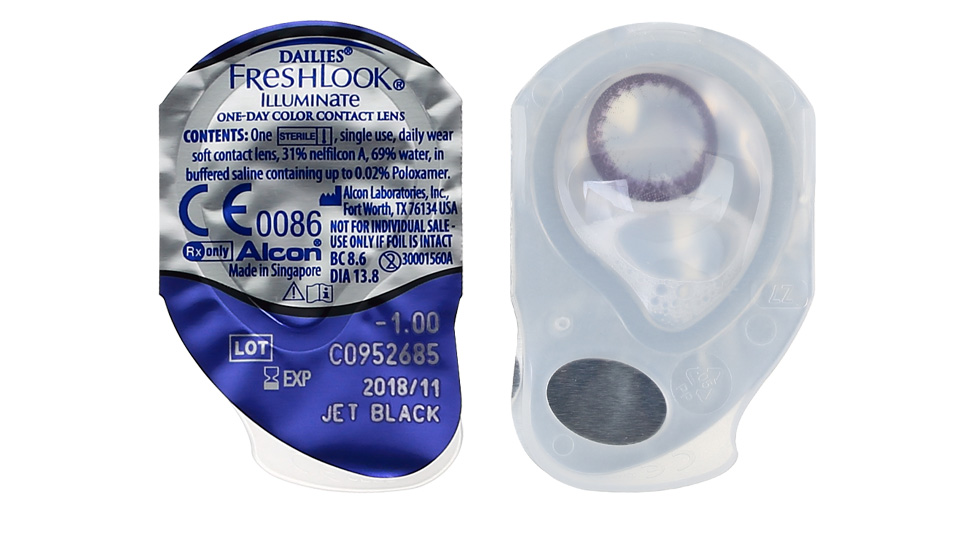 DAILIES®
FRESHLOOK®
ILLUMINATE
ONE-DAY COLOR CONTACT LENS
CONTENTS: One STERILE, single use, daily wear
soft contact lens, 31% nelfilcon A, 69% water, in
buffered saline containing up to 0.02% Poloxamer.
CE 0086
Alcon Laboratories, Inc.,
Fort Worth, TX 76134 USA
NOT FOR INDIVIDUAL SALE -
USE ONLY IF FOIL IS INTACT
Rx only Alcon®
BC 8.6 2 30001560A
Made in Singapore
DIA 13.8
-1.00
LOT C0952685
EXP 2018/11
JET BLACK